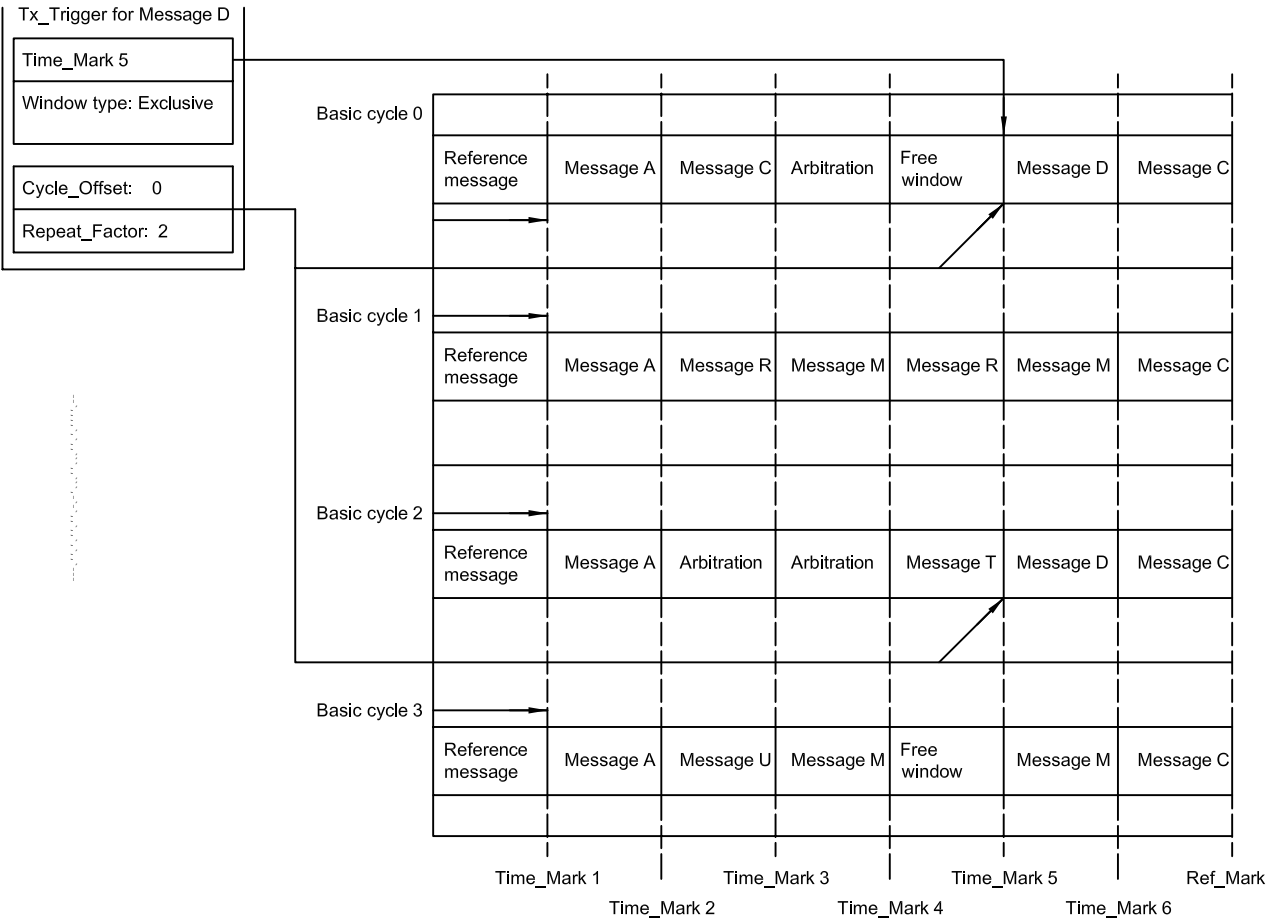 Tx_Trigger for Message D
Time_Mark 5
Window type: Exclusive
Cycle_Offset: 0
Repeat_Factor: 2
Basic cycle 0
Reference message
Message A
Message C
Arbitration
Free window
Message D
Message C
Basic cycle 1
Reference message
Message A
Message R
Message M
Message R
Message M
Message C
Basic cycle 2
Reference message
Message A
Arbitration
Arbitration
Message T
Message D
Message C
Basic cycle 3
Reference message
Message A
Message U
Message M
Free window
Message M
Message C
Time_Mark 1
Time_Mark 2
Time_Mark 3
Time_Mark 4
Time_Mark 5
Time_Mark 6
Ref_Mark